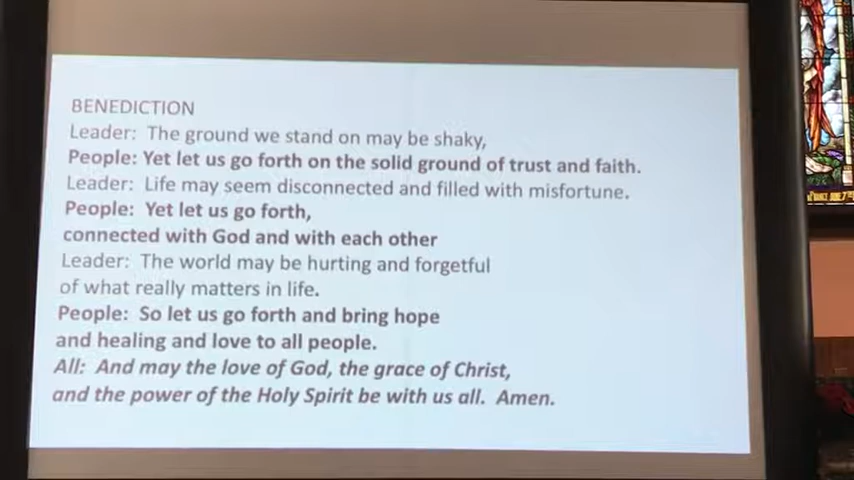 BENEDICTION
Leader: The ground we stand on may be shaky,
People: Yet let us go forth on the solid ground of trust and faith.
Leader: Life may seem disconnected and filled with misfortune.
People: Yet let us go forth,
connected with God and with each other
Leader: The world may be hurting and forgetful
of what really matters in life.
People: So let us go forth and bring hope
and healing and love to all people.
All: And may the love of God, the grace of Christ,
and the power of the Holy Spirit be with us all. Amen.